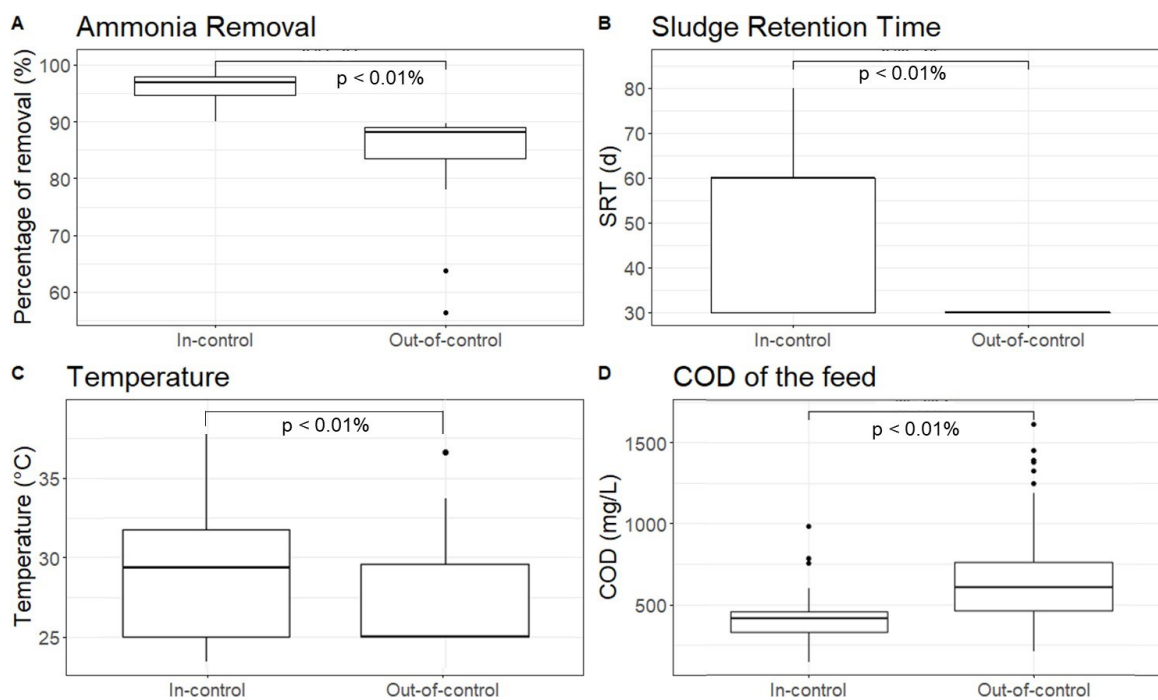 A Ammonia Removal
Percentage of removal (%)
100
90
80
70
60
p < 0.01%
In-control Out-of-control
B Sludge Retention Time
SRT (d)
80
70
60
50
40
30
p < 0.01%
In-control Out-of-control
C Temperature
Temperature (°C)
35
30
25
p < 0.01%
In-control Out-of-control
D COD of the feed
COD (mg/L)
1500
1000
500
p < 0.01%
In-control Out-of-control